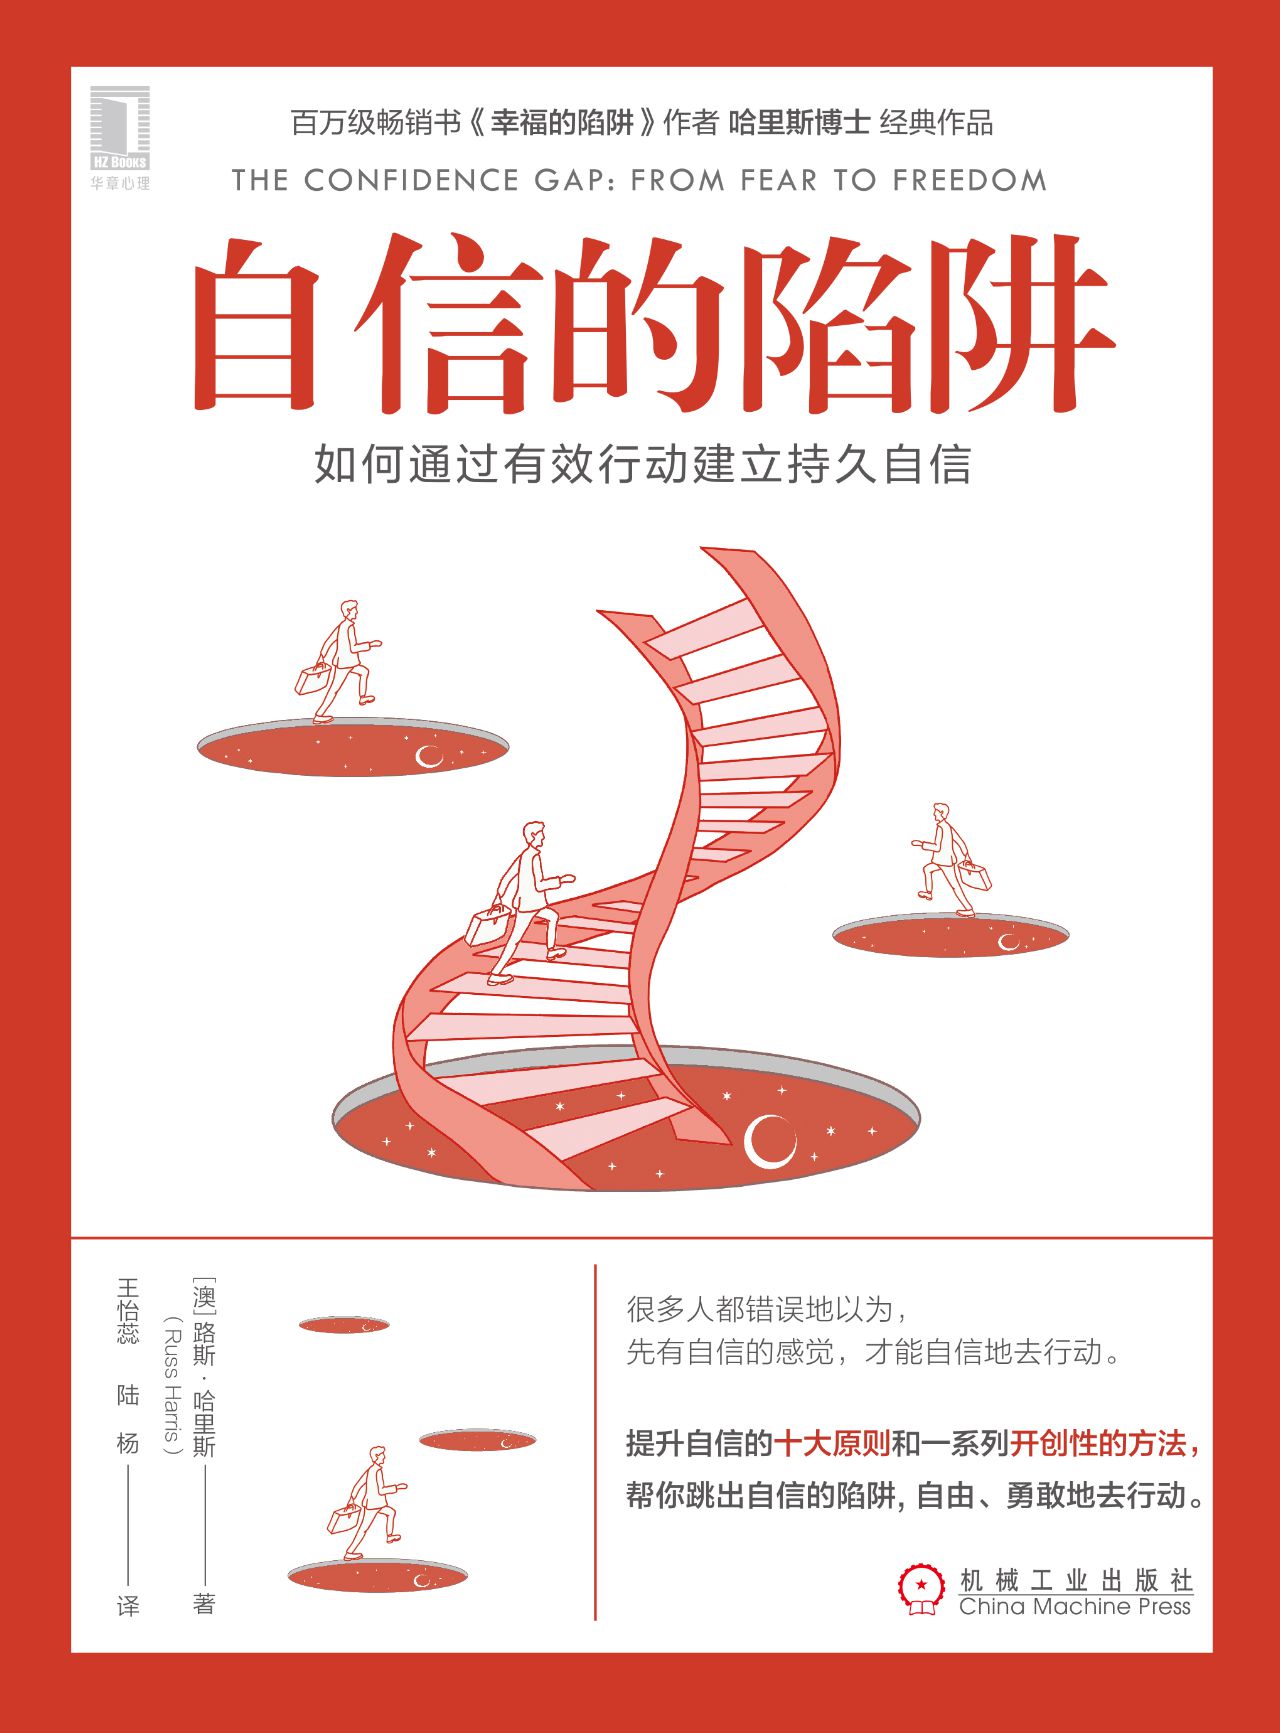 HZ BOOKS
华章心理
百万级畅销书《幸福的陷阱》作者 哈里斯博士 经典作品
THE CONFIDENCE GAP: FROM FEAR TO FREEDOM
自信的陷阱
如何通过有效行动建立持久自信
[澳]路斯·哈里斯 著
(Russ Harris)
王怡蕊 陆 杨 译
很多人都错误地以为，
先有自信的感觉，才能自信地去行动。
提升自信的十大原则和一系列开创性的方法，
帮你跳出自信的陷阱，自由、勇敢地去行动。
机械工业出版社
China Machine Press